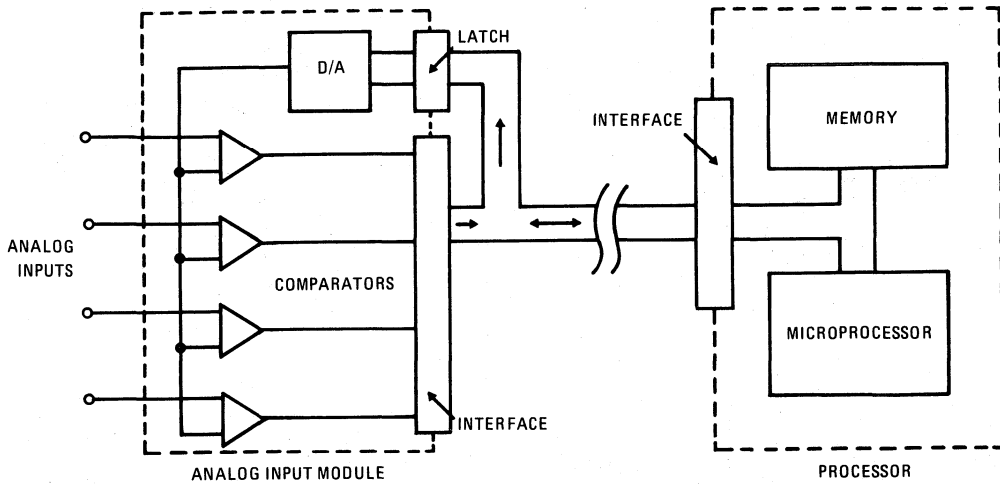 LATCH
D/A
INTERFACE
MEMORY
ANALOG
INPUTS
COMPARATORS
MICROPROCESSOR
INTERFACE
ANALOG INPUT MODULE
PROCESSOR